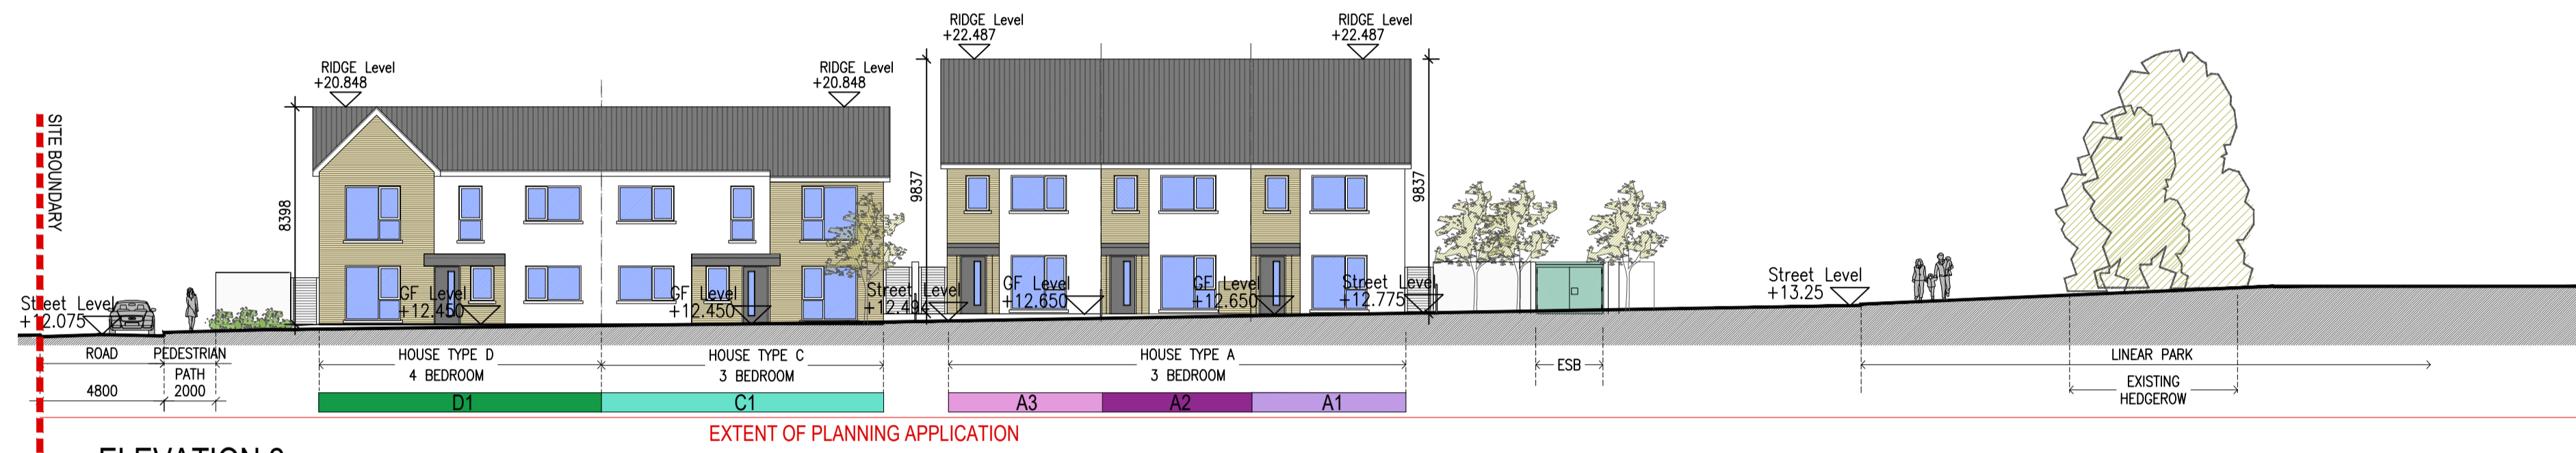 RIDGE Level
+22.487
RIDGE Level
+22.487
RIDGE Level
+20.848
RIDGE Level
+20.848
SITE BOUNDARY
8398
9837
9837
Street Level
+12.075
GF Level
+12.450
GF Level
+12.450
Street Level
GF Level
+12.650
GF Level
+12.650
Street Level
+12.775
Street Level
+13.25
ROAD
PEDESTRIAN
PATH
4800
2000
HOUSE TYPE D
4 BEDROOM
HOUSE TYPE C
3 BEDROOM
HOUSE TYPE A
3 BEDROOM
ESB
LINEAR PARK
EXISTING
HEDGEROW
D1
C1
A3
A2
A1
EXTENT OF PLANNING APPLICATION
ELEVATION